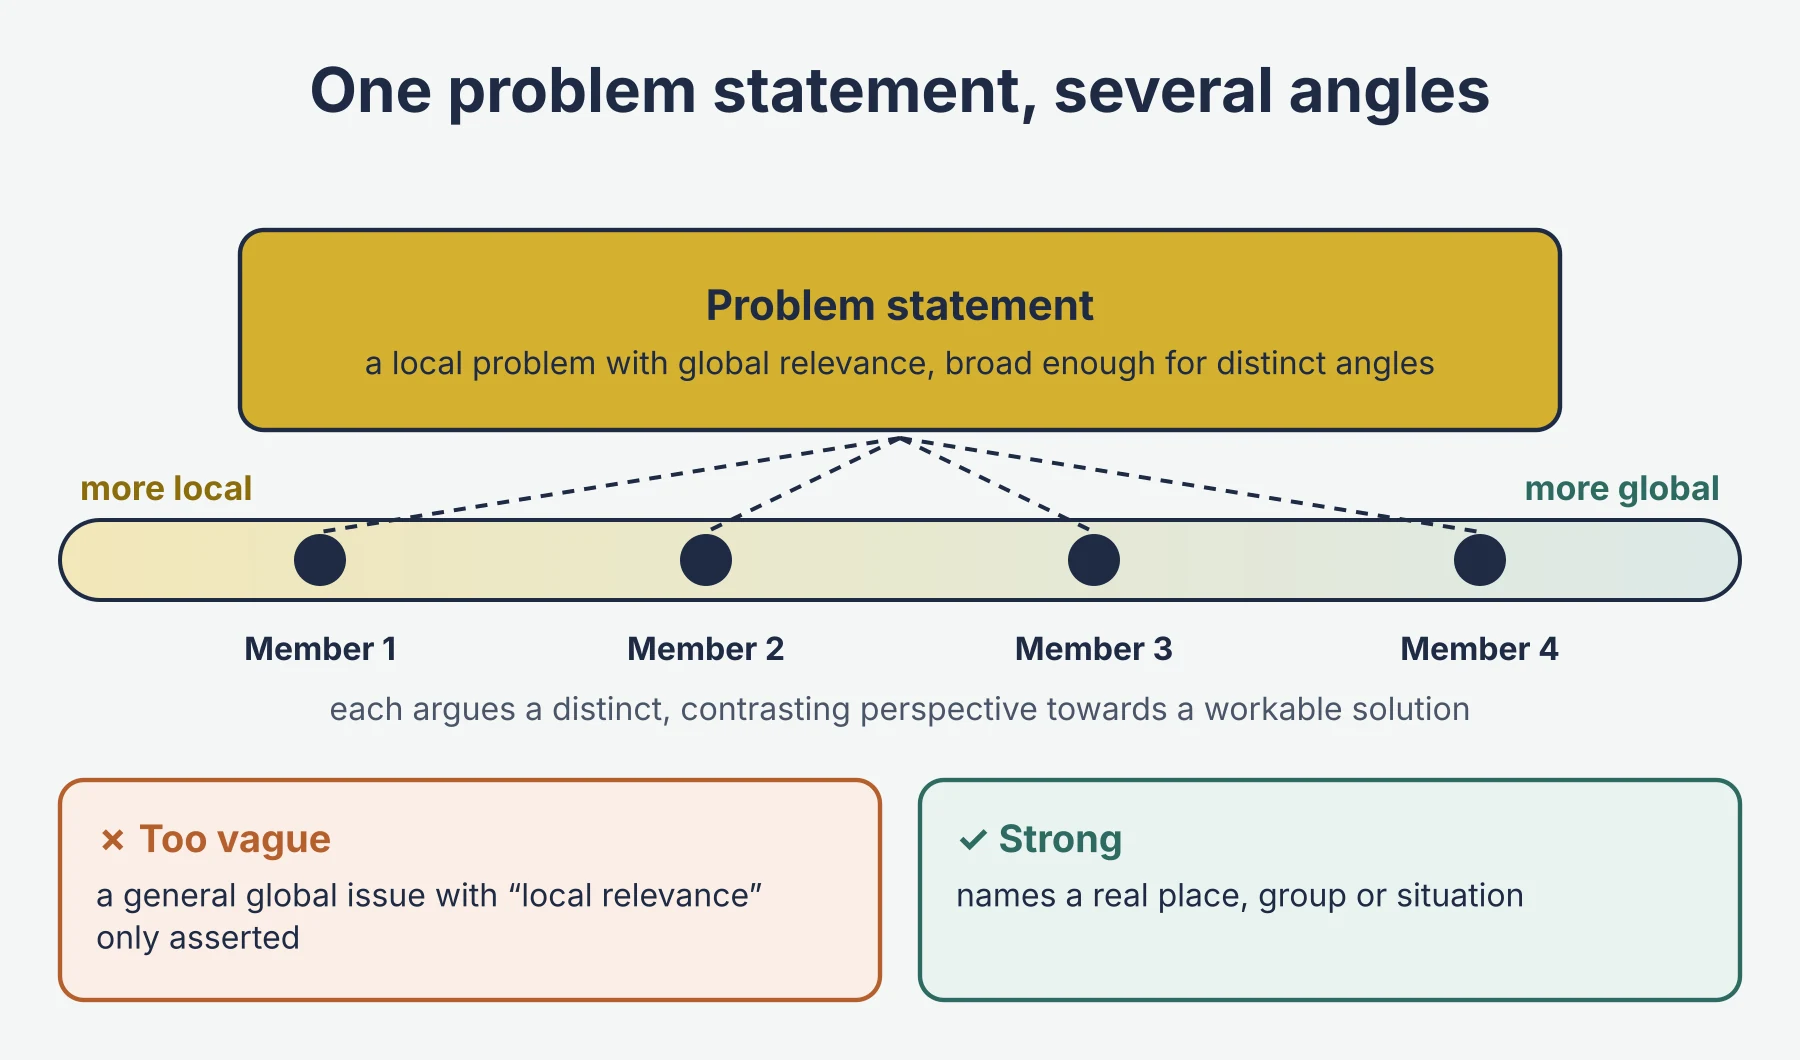 One problem statement, several angles
Problem statement
a local problem with global relevance, broad enough for distinct angles
more local
more global
Member 1
Member 2
Member 3
Member 4
each argues a distinct, contrasting perspective towards a workable solution
× Too vague
a general global issue with “local relevance”
only asserted
✓ Strong
names a real place, group or situation